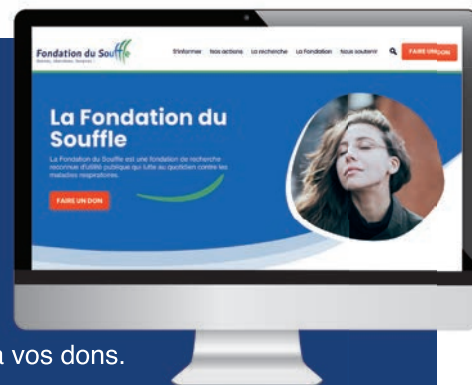 Fondation du Souffle
S'informer Nos actions La recherche La Fondation Nous soutenir FAIRE UN DON
La Fondation du
Souffle
La Fondation du Souffle est une fondation de recherche
reconnue d'utilité publique qui lutte au quotidien contre les
maladies respiratoires.
FAIRE UN DON
vos dons.